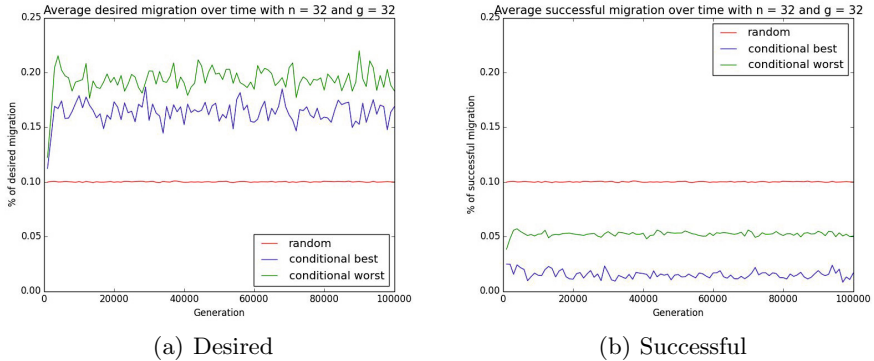 Average desired migration over time with n = 32 and g = 32
0.25
0.20
0.15
0.10
0.05
0.00
% of desired migration
random
conditional best
conditional worst
0
20000
40000
60000
80000
100000
Generation
(a) Desired
Average successful migration over time with n = 32 and g = 32
0.25
0.20
0.15
0.10
0.05
0.00
% of successful migration
random
conditional best
conditional worst
0
20000
40000
60000
80000
100000
Generation
(b) Successful